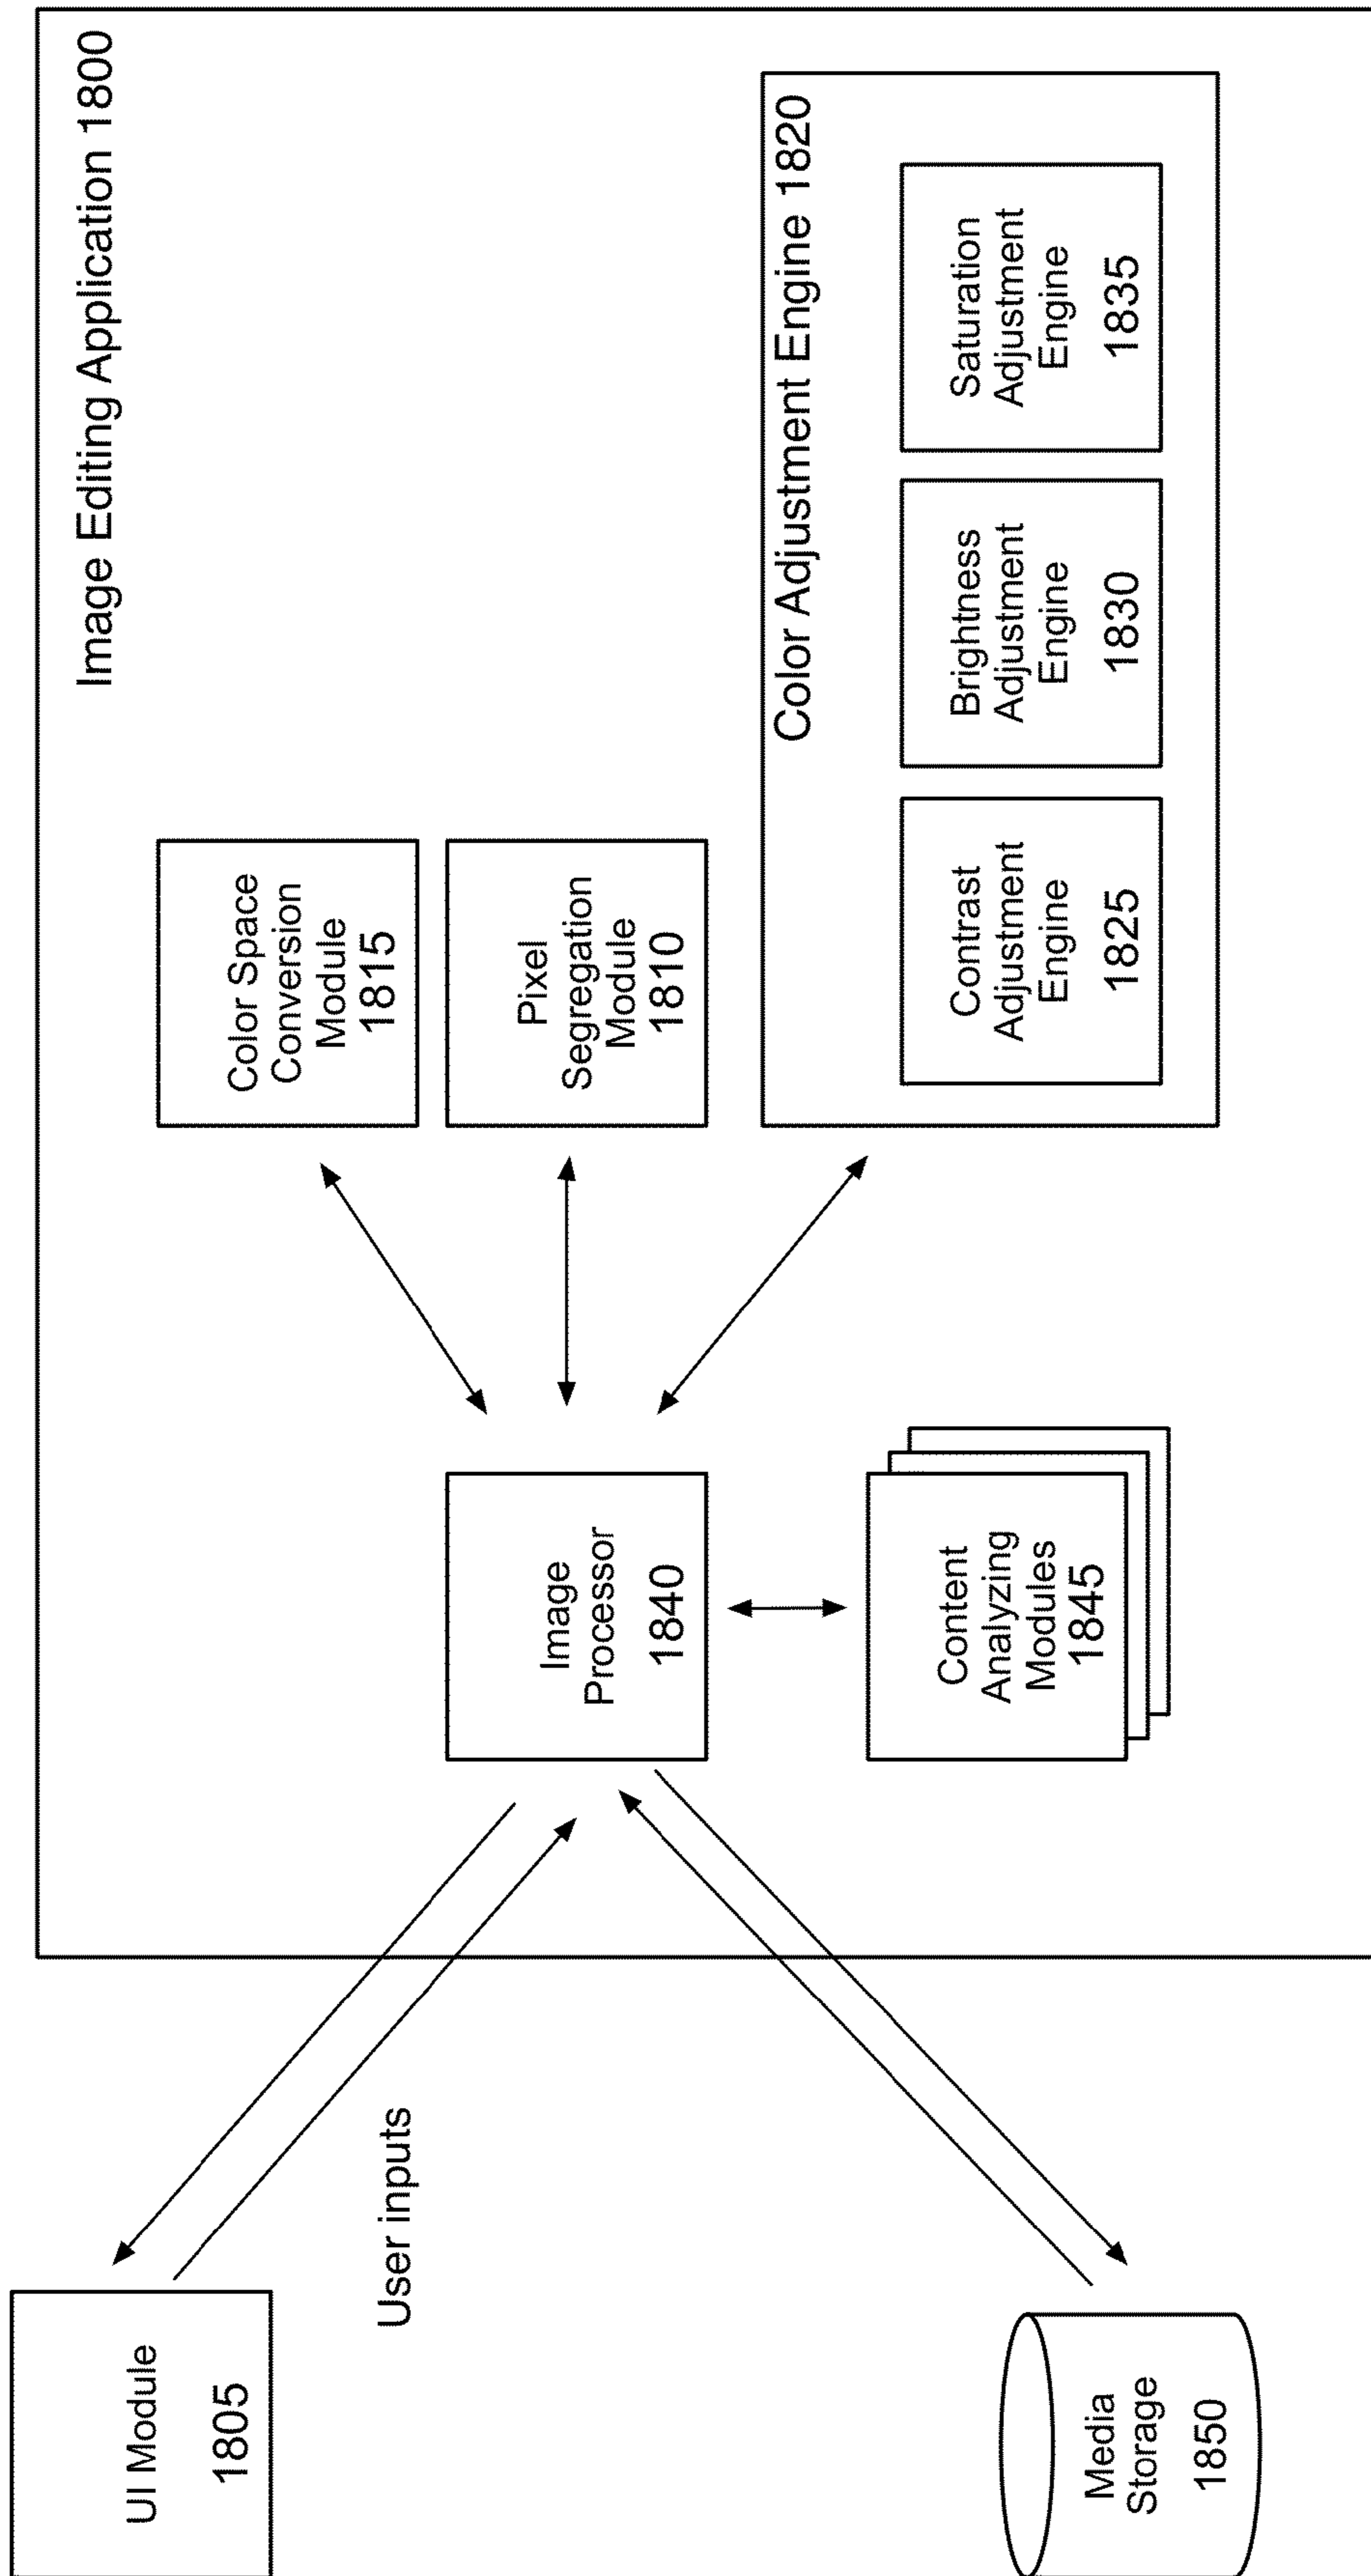 Image Editing Application 1800
UI Module
1805
User inputs
Media
Storage
1850
Image
Processor
1840
Content
Analyzing
Modules
1845
Color Space
Conversion
Module
1815
Pixel
Segregation
Module
1810
Color Adjustment Engine 1820
Contrast
Adjustment
Engine
1825
Brightness
Adjustment
Engine
1830
Saturation
Adjustment
Engine
1835